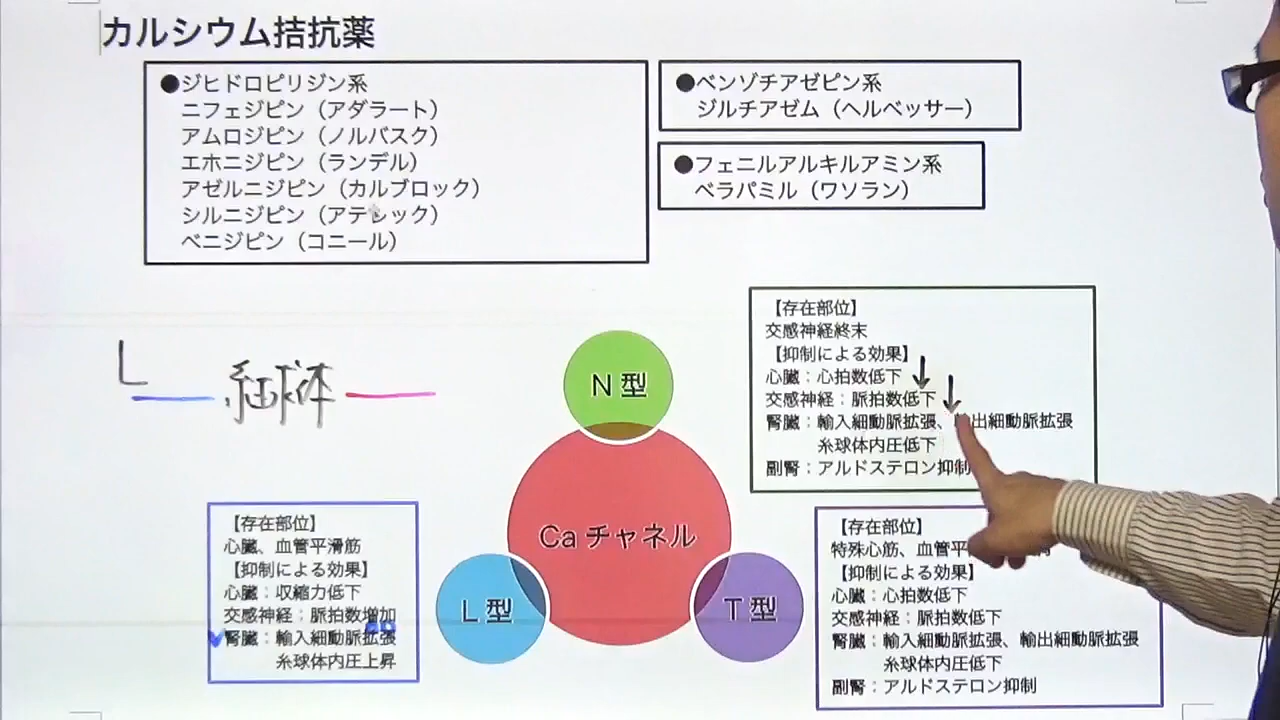 カルシウム拮抗薬
●ジヒドロピリジン系
ニフェジピン（アダラート）
アムロジピン（ノルバスク）
エホニジピン（ランデル）
アゼルニジピン（カルブロック）
シルニジピン（アテレック）
ベニジピン（コニール）
●ベンゾチアゼピン系
ジルチアゼム（ヘルベッサー）
●フェニルアルキルアミン系
ベラパミル（ワソラン）
L
糸球体
N型
Caチャネル
L型
T型
【存在部位】
交感神経終末
【抑制による効果】
心臓：心拍数低下
交感神経：脈拍数低下
腎臓：輸入細動脈拡張、出細動脈拡張
糸球体内圧低下
副腎：アルドステロン抑制
【存在部位】
心臓、血管平滑筋
【抑制による効果】
心臓：収縮力低下
交感神経：脈拍数増加
腎臓：輸入細動脈拡張
糸球体内圧上昇
【存在部位】
特殊心筋、血管平
【抑制による効果】
心臓：心拍数低下
交感神経：脈拍数低下
腎臓：輸入細動脈拡張、輸出細動脈拡張
糸球体内圧低下
副腎：アルドステロン抑制